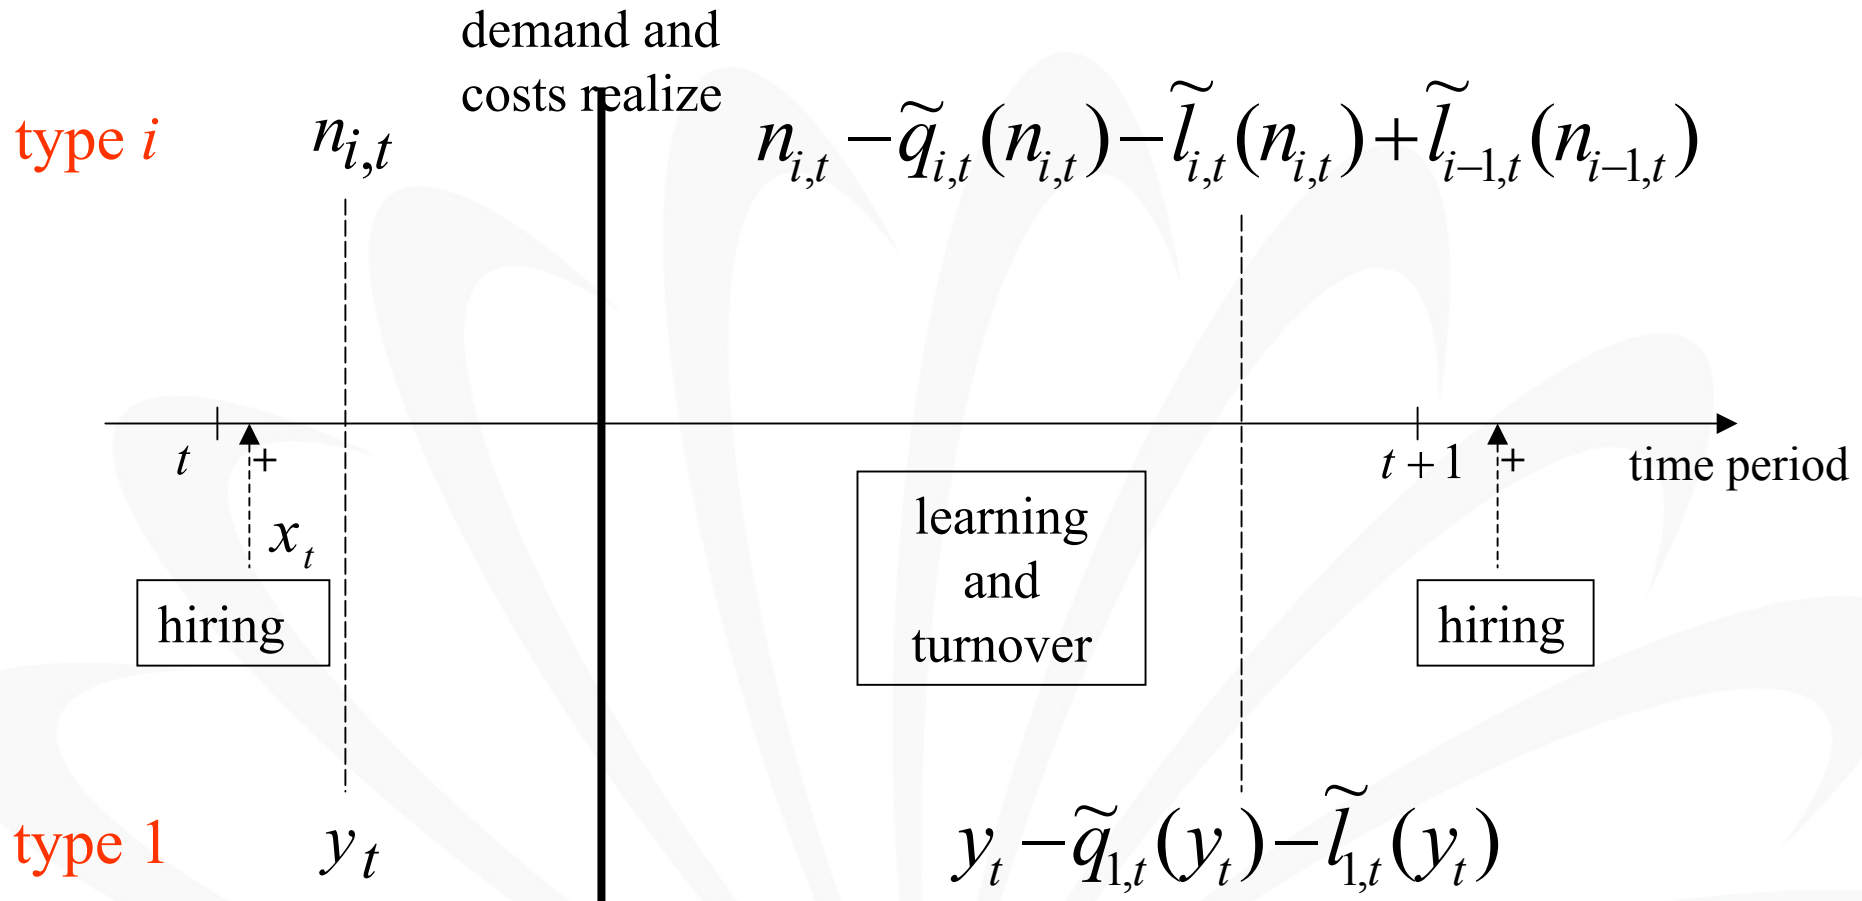 demand and
costs realize
type i
n_{i,t}
n_{i,t} − q̃_{i,t}(n_{i,t}) − l̃_{i,t}(n_{i,t}) + l̃_{i−1,t}(n_{i−1,t})
t
+
t + 1
+
time period
x_t
hiring
learning
and
turnover
hiring
type 1
y_t
y_t − q̃_{1,t}(y_t) − l̃_{1,t}(y_t)